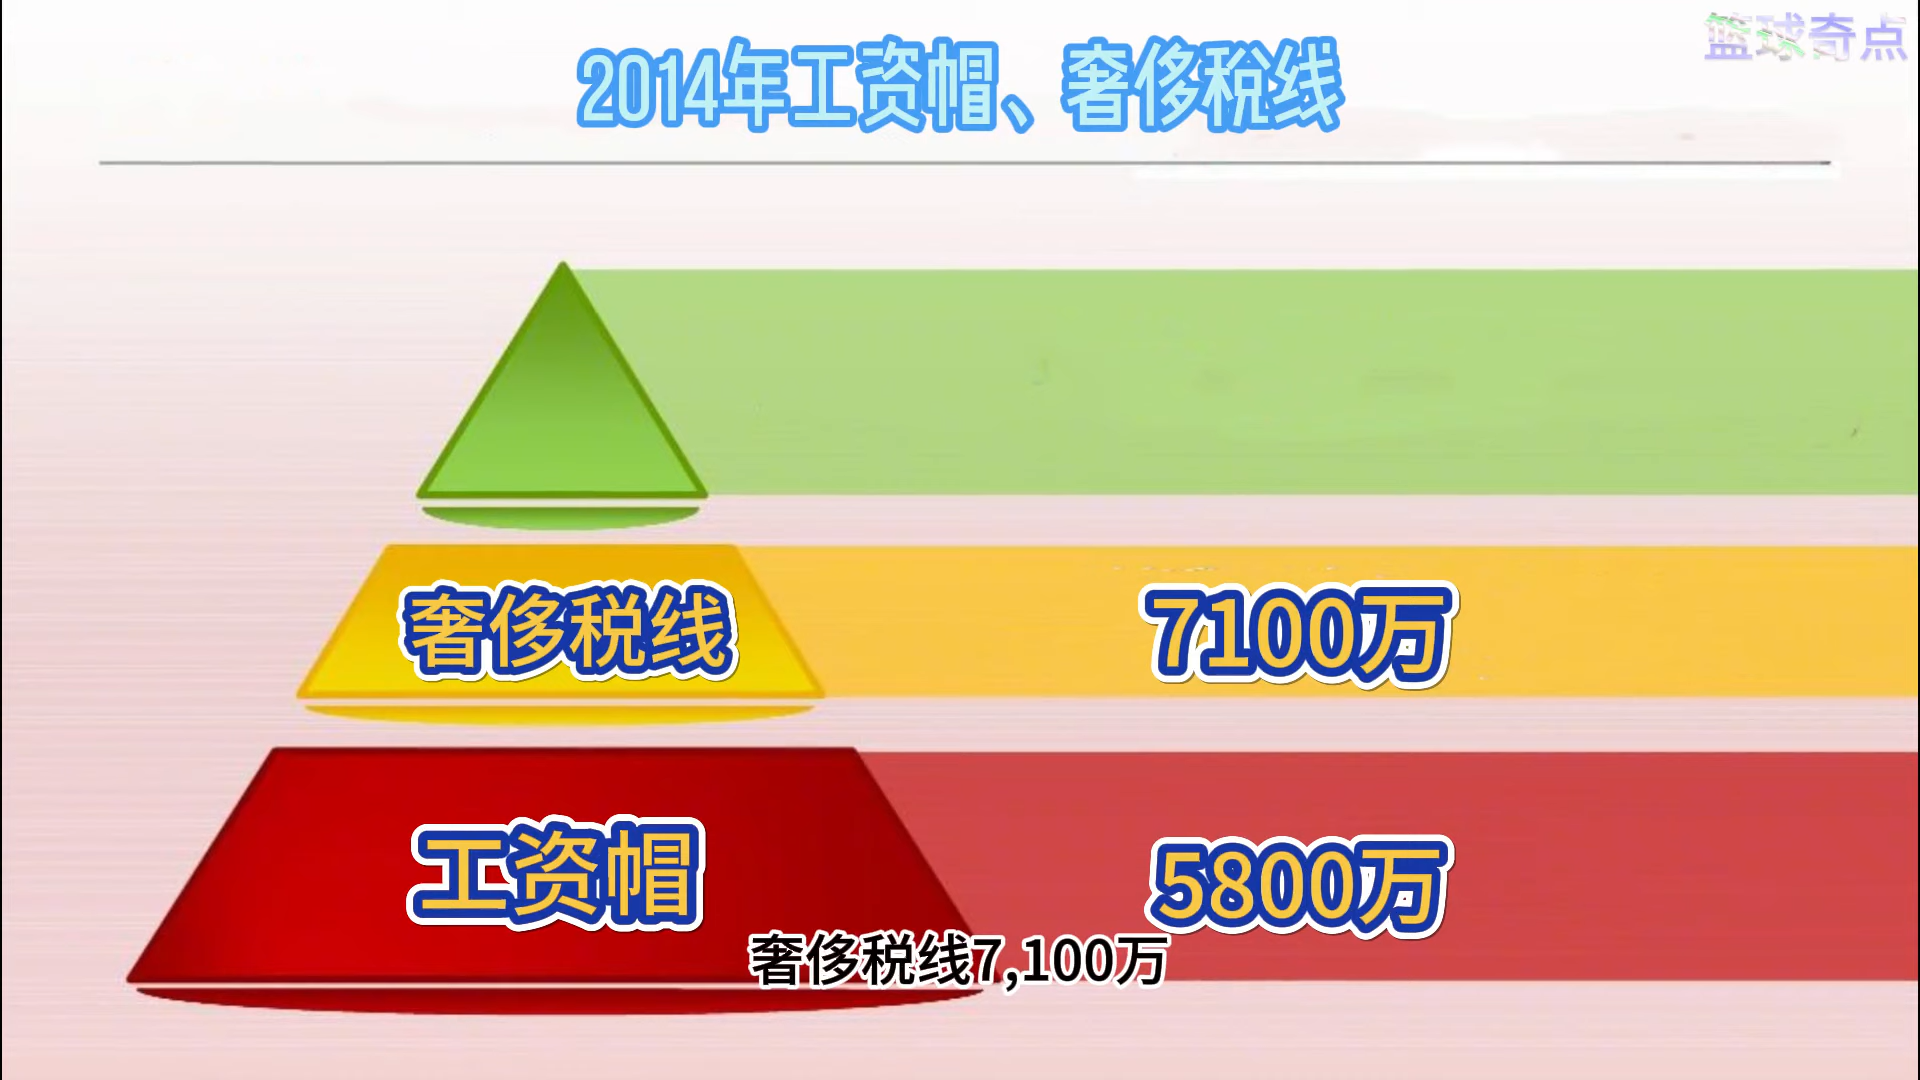 篮球奇点
2014年工资帽、奢侈税线
奢侈税线
7100万
工资帽
5800万
奢侈税线7,100万